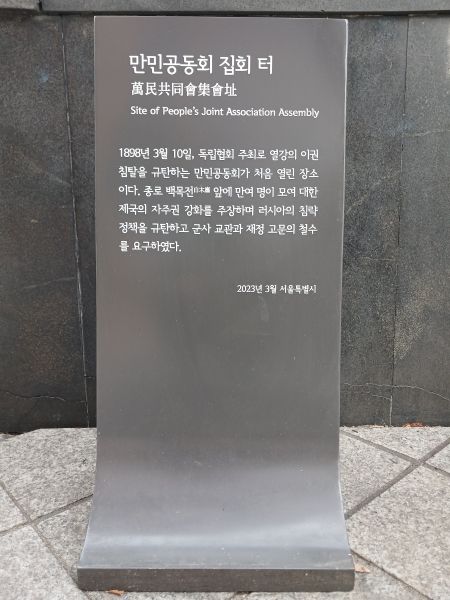 만민공동회 집회 터
萬民共同會集會址
Site of People's Joint Association Assembly
1898년 3월 10일, 독립협회 주최로 열강의 이권
침탈을 규탄하는 만민공동회가 처음 열린 장소
이다. 종로 백목전白木廛 앞에 만여 명이 모여 대한
제국의 자주권 강화를 주장하며 러시아의 침략
정책을 규탄하고 군사 교관과 재정 고문의 철수
를 요구하였다.
2023년 3월 서울특별시